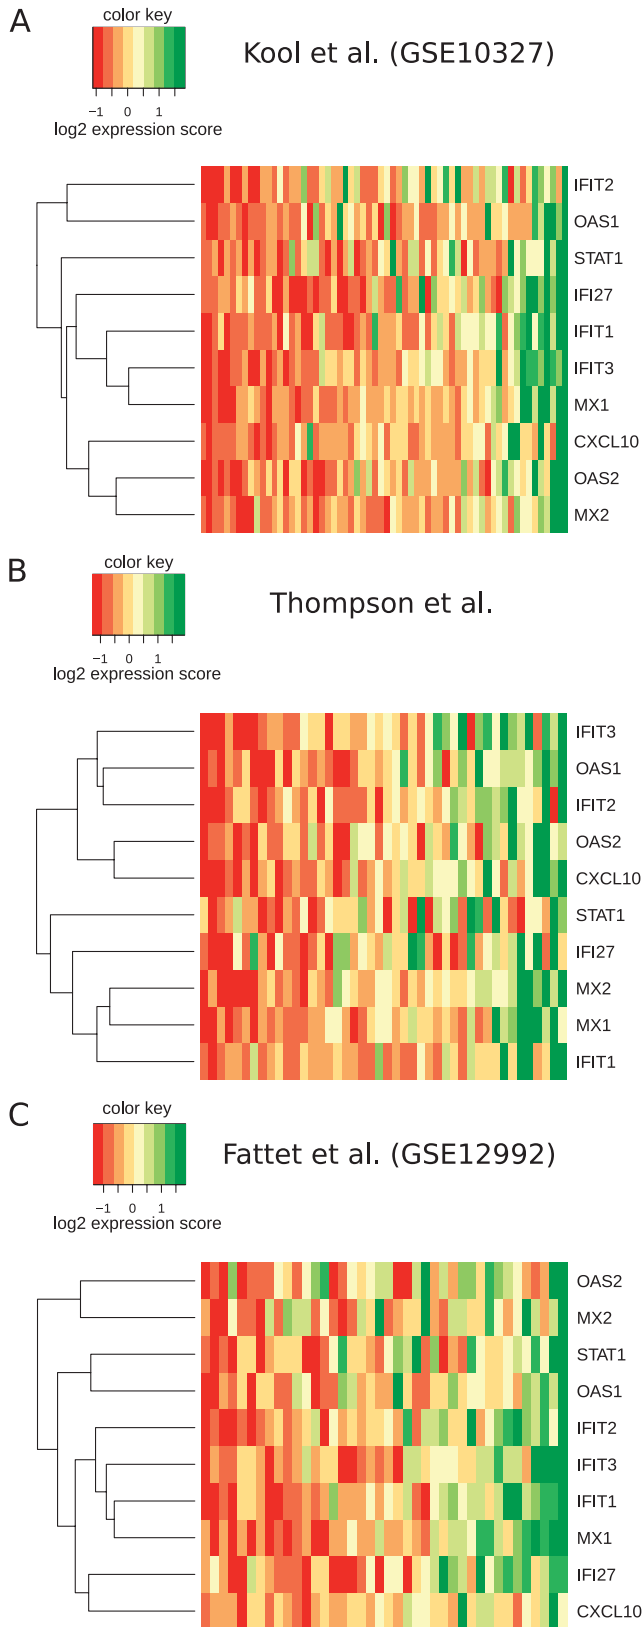 A
color key
Kool et al. (GSE10327)
−1 0 1
log2 expression score
IFIT2
OAS1
STAT1
IFI27
IFIT1
IFIT3
MX1
CXCL10
OAS2
MX2
B
color key
Thompson et al.
−1 0 1
log2 expression score
IFIT3
OAS1
IFIT2
OAS2
CXCL10
STAT1
IFI27
MX2
MX1
IFIT1
C
color key
Fattet et al. (GSE12992)
−1 0 1
log2 expression score
OAS2
MX2
STAT1
OAS1
IFIT2
IFIT3
IFIT1
MX1
IFI27
CXCL10